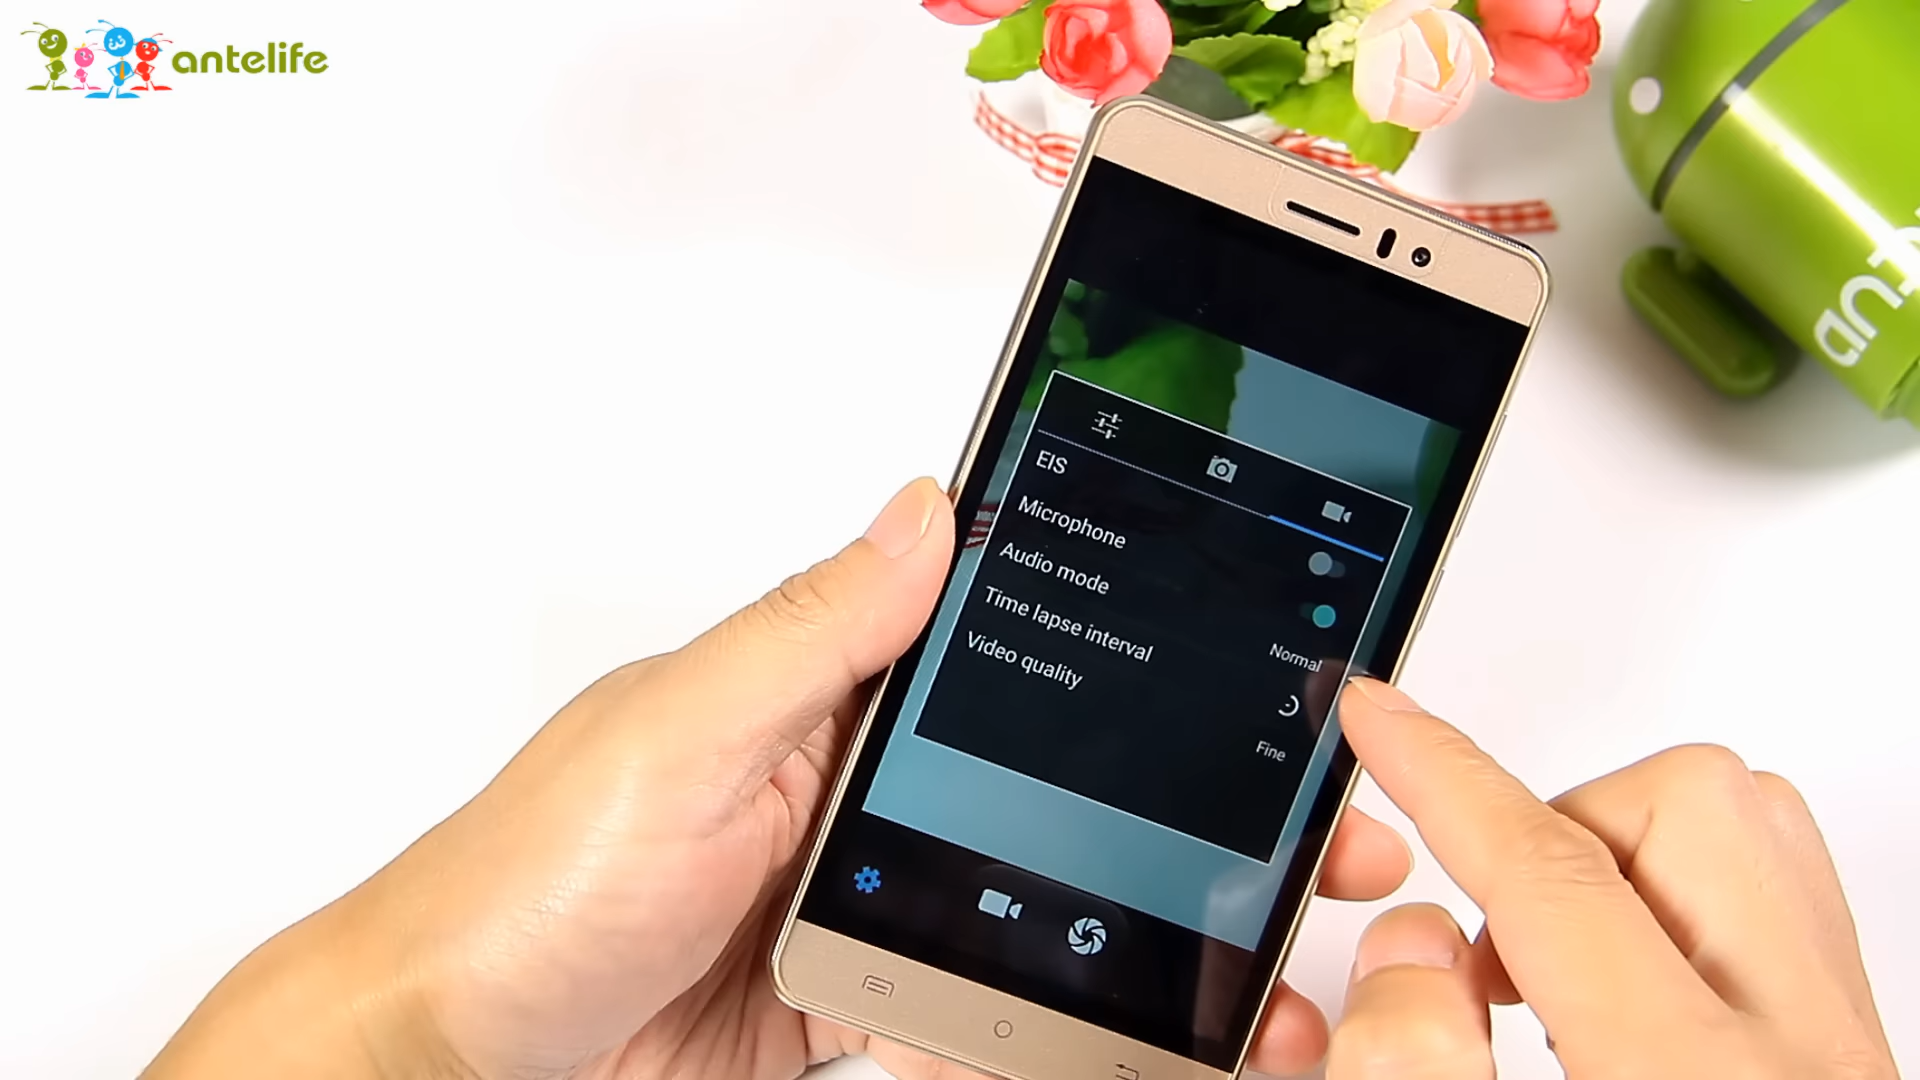 antelife
EIS
Microphone
Audio mode
Normal
Time lapse interval
Video quality
Fine